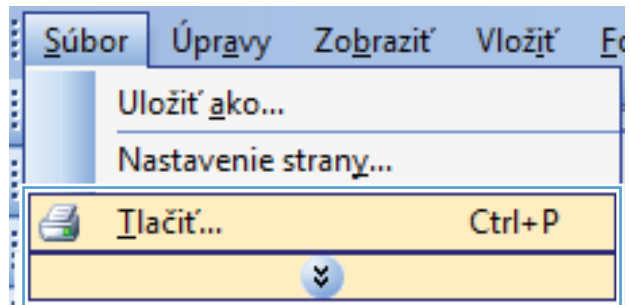 Súbor Úpravy Zobraziť Vložiť
Uložiť ako...
Nastavenie strany...
Tlačiť... Ctrl+P